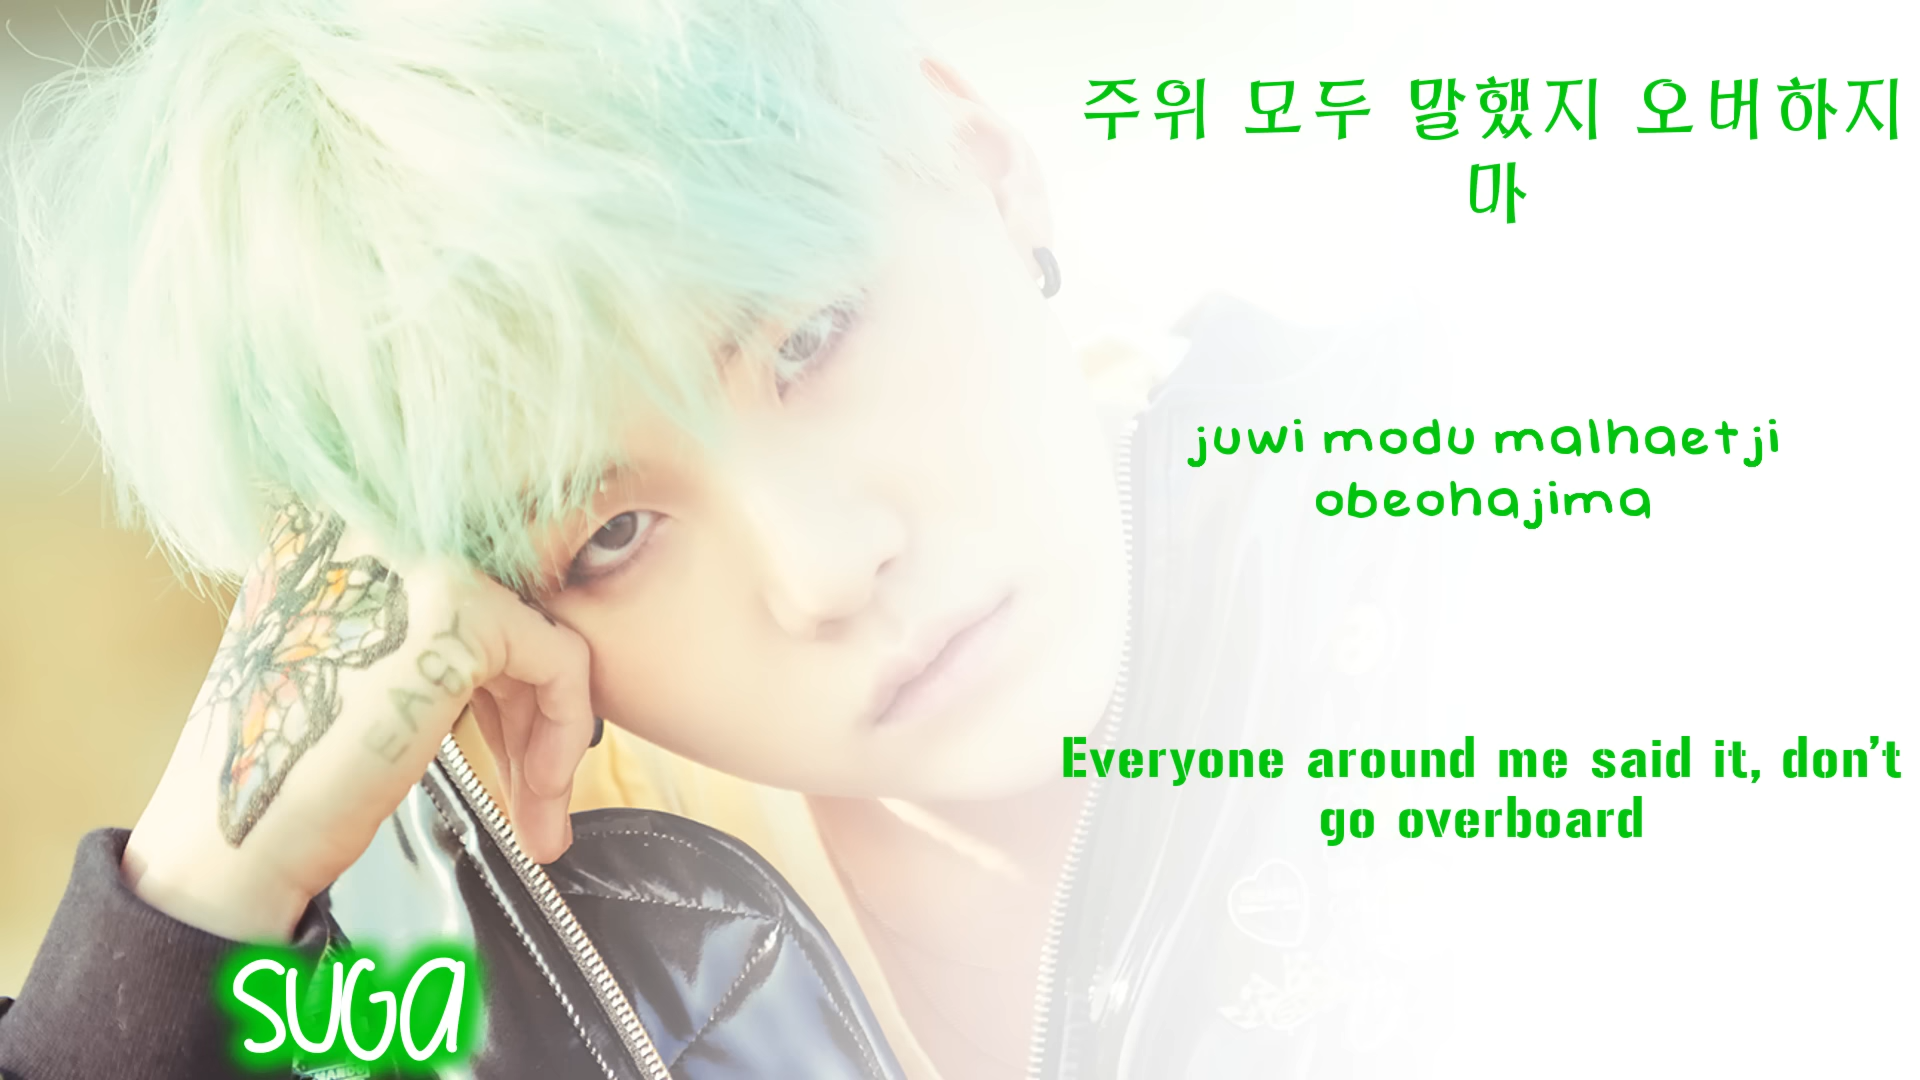 주위 모두 말했지 오버하지
마
juwi modu malhaetji
obeohajima
Everyone around me said it, don't
go overboard
EABY
SUGA